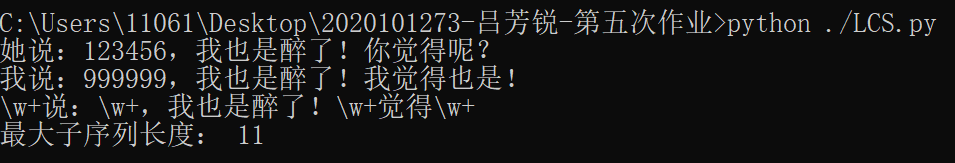 C:\Users\11061\Desktop\2020101273-吕芳锐-第五次作业>python ./LCS.py
她说：123456，我也是醉了！你觉得呢？
我说：999999，我也是醉了！我觉得也是！
\w+说：\w+，我也是醉了！\w+觉得\w+
最大子序列长度： 11